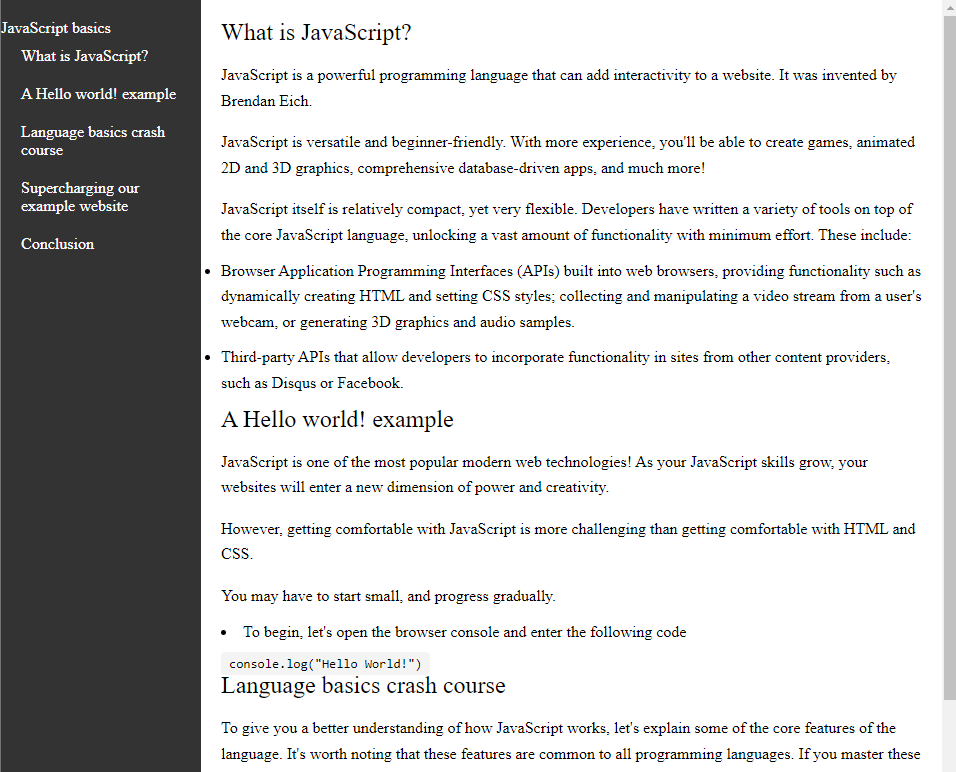 JavaScript basics
What is JavaScript?
A Hello world! example
Language basics crash
course
Supercharging our
example website
Conclusion
What is JavaScript?
JavaScript is a powerful programming language that can add interactivity to a website. It was invented by
Brendan Eich.
JavaScript is versatile and beginner-friendly. With more experience, you'll be able to create games, animated
2D and 3D graphics, comprehensive database-driven apps, and much more!
JavaScript itself is relatively compact, yet very flexible. Developers have written a variety of tools on top of
the core JavaScript language, unlocking a vast amount of functionality with minimum effort. These include:
• Browser Application Programming Interfaces (APIs) built into web browsers, providing functionality such as
dynamically creating HTML and setting CSS styles; collecting and manipulating a video stream from a user's
webcam, or generating 3D graphics and audio samples.
• Third-party APIs that allow developers to incorporate functionality in sites from other content providers,
such as Disqus or Facebook.
A Hello world! example
JavaScript is one of the most popular modern web technologies! As your JavaScript skills grow, your
websites will enter a new dimension of power and creativity.
However, getting comfortable with JavaScript is more challenging than getting comfortable with HTML and
CSS.
You may have to start small, and progress gradually.
• To begin, let's open the browser console and enter the following code
console.log("Hello World!")
Language basics crash course
To give you a better understanding of how JavaScript works, let's explain some of the core features of the
language. It's worth noting that these features are common to all programming languages. If you master these